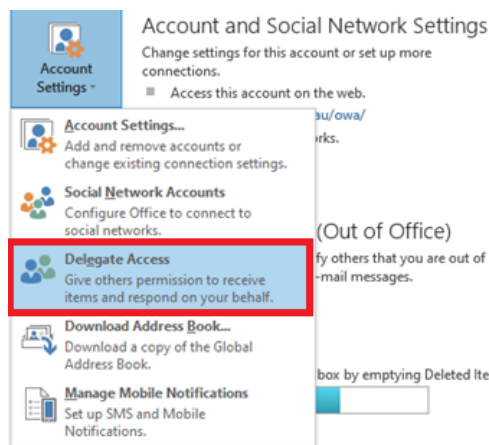 Account and Social Network Settings
Change settings for this account or set up more
connections.
Access this account on the web.
au/owa/
Account
Settings
Account Settings...
Add and remove accounts or
change existing connection settings.
rks.
Social Network Accounts
Configure Office to connect to
social networks.
(Out of Office)
Delegate Access
Give others permission to receive
items and respond on your behalf.
fy others that you are out of
-mail messages.
Download Address Book...
Download a copy of the Global
Address Book.
box by emptying Deleted Ite
Manage Mobile Notifications
Set up SMS and Mobile
Notifications.